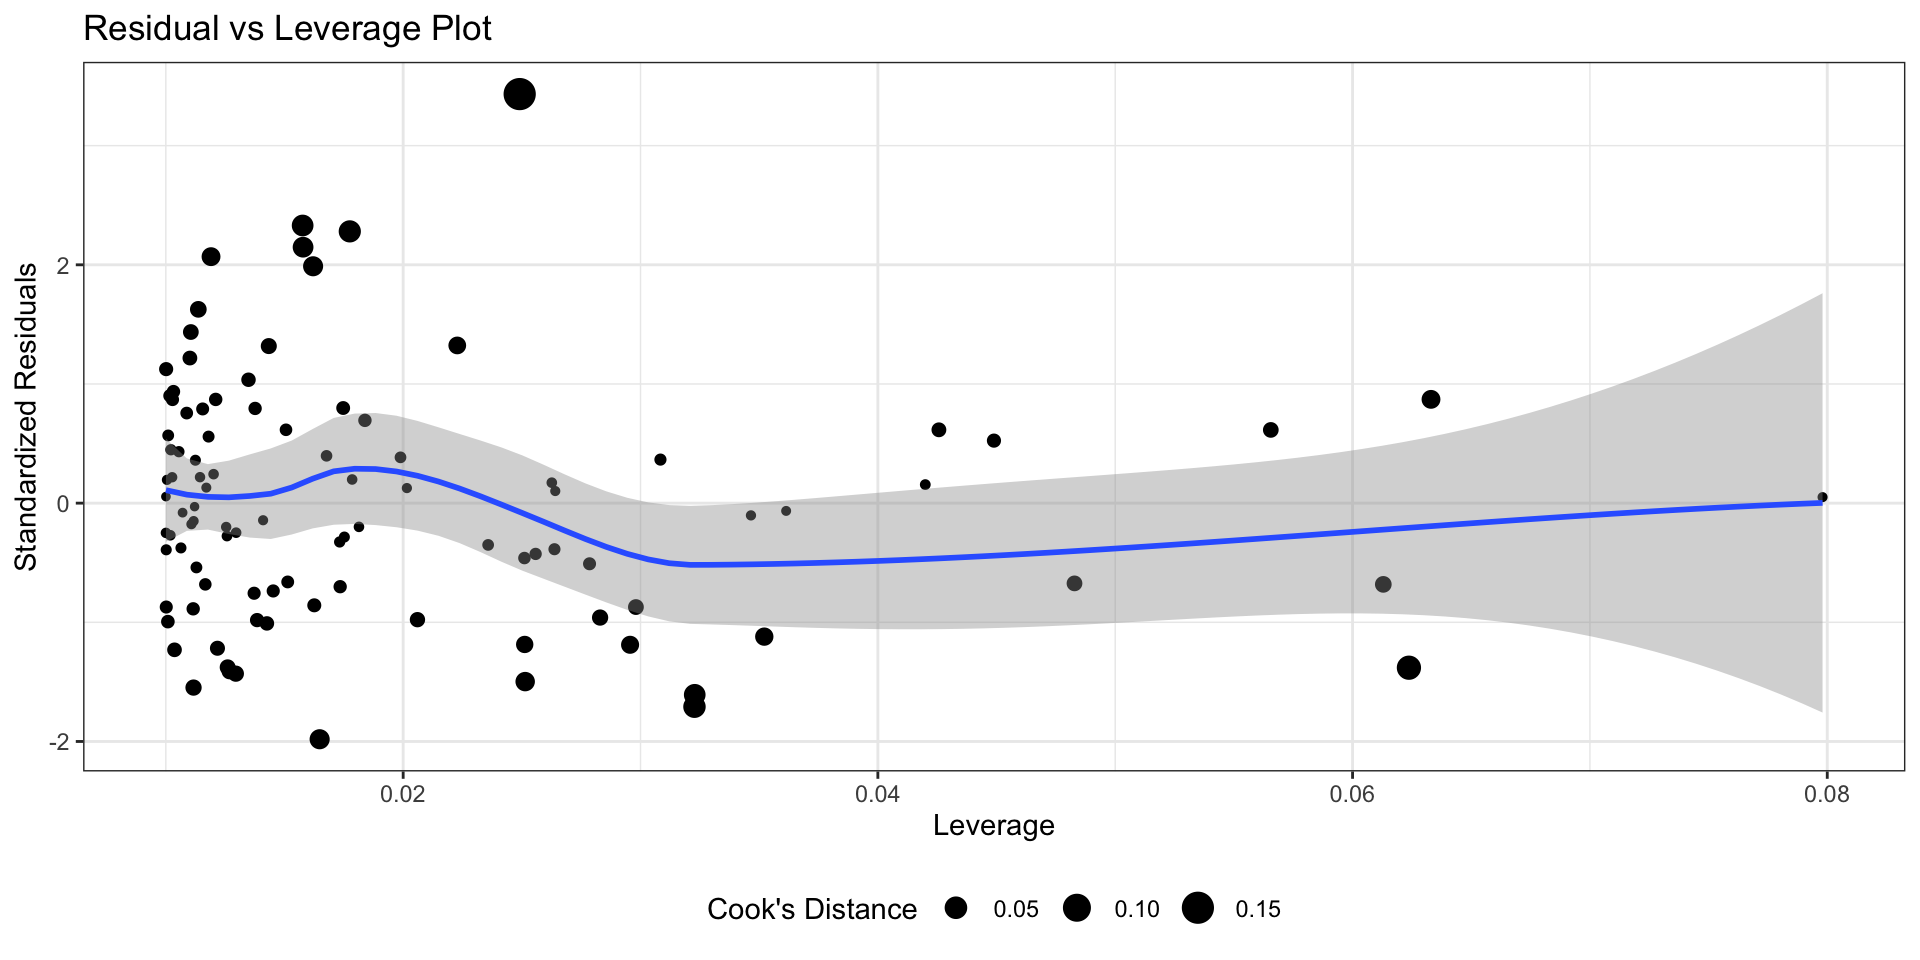 Residual vs Leverage Plot
Standardized Residuals
2
0
-2
0.02 0.04 0.06 0.08
Leverage
Cook's Distance 0.05 0.10 0.15